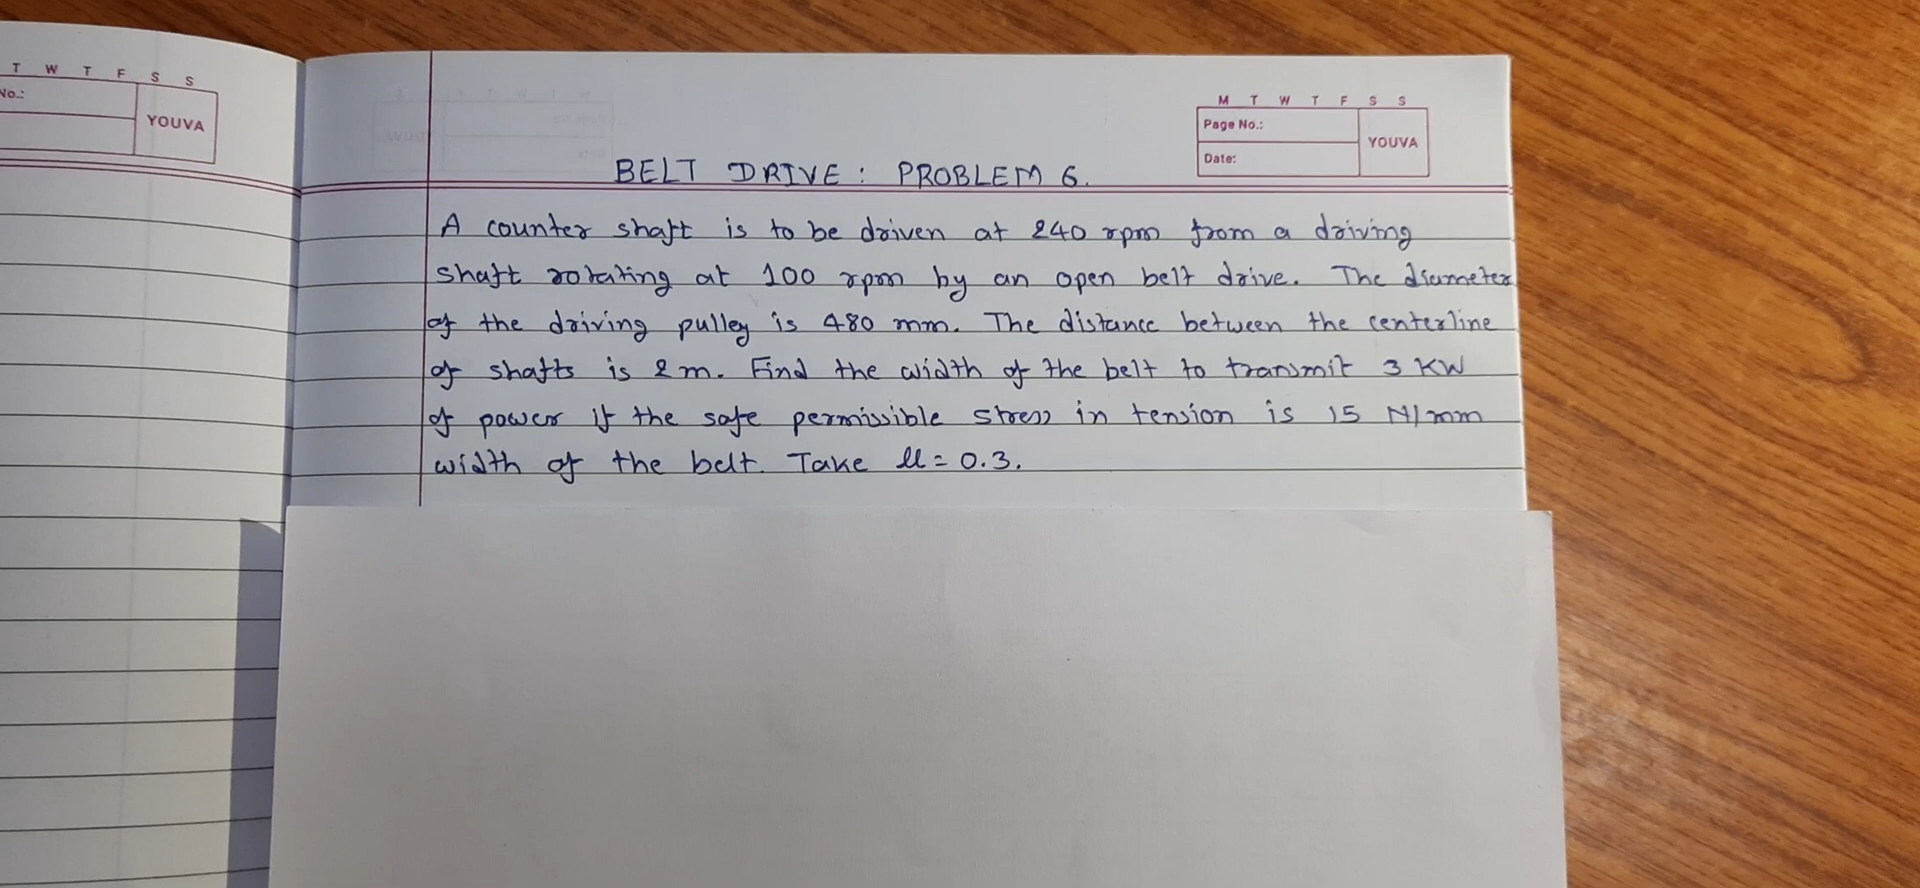 T W T F S S
No.:
YOUVA
M T W T F S S
Page No.:
YOUVA
Date:
BELT DRIVE : PROBLEM 6.
A counter shaft is to be driven at 240 rpm from a driving
shaft rotating at 100 rpm by an open belt drive. The diameter
of the driving pulley is 480 mm. The distance between the centerline
of shafts is 2 m. Find the width of the belt to transmit 3 KW
of power if the safe permissible stress in tension is 15 N/mm
width of the belt. Take μ = 0.3.